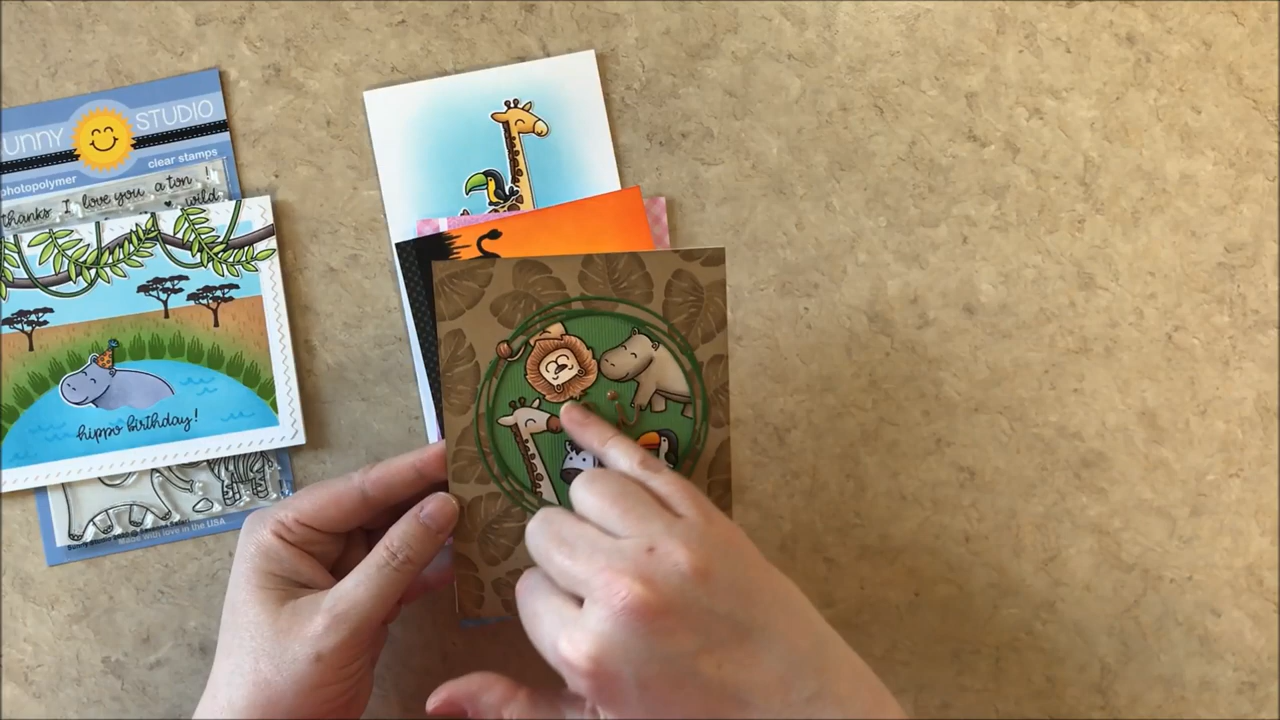 UNNY STUDIO
clear stamps
photopolymer
thanks I love you a ton !
wild
hippo birthday!
Made with love in the USA